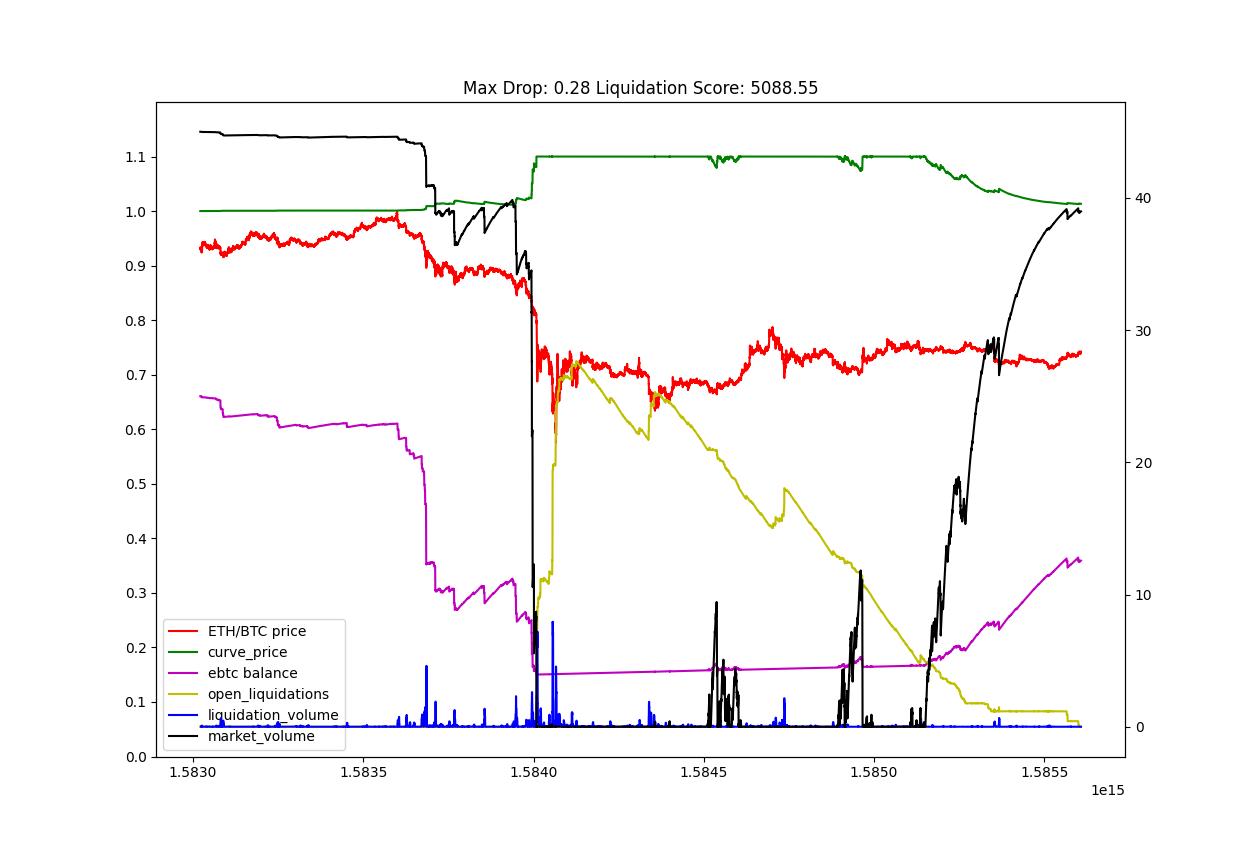 Max Drop: 0.28 Liquidation Score: 5088.55
1.1
1.0
0.9
0.8
0.7
0.6
0.5
0.4
0.3
0.2
0.1
0.0
40
30
20
10
0
ETH/BTC price
curve_price
ebtc balance
open_liquidations
liquidation_volume
market_volume
1.5830 1.5835 1.5840 1.5845 1.5850 1.5855
1e15